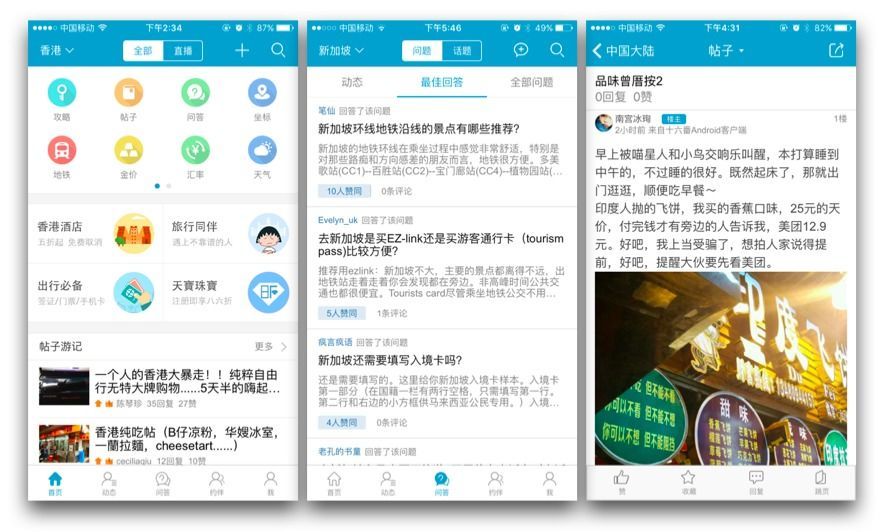 中国移动 下午2:34 87%
香港 全部 直播
攻略 帖子 问答 坐标
地铁 金价 汇率 天气
香港酒店
五折起 免费取消
旅行同伴
遇上不靠谱的人
出行必备
签证/门票/手机卡
天寶珠寶
注册即享八六折
帖子游记 更多
一个人的香港大暴走！！纯粹自由
行无特大牌购物……5天半的嗨起…
陈琴珍 35回复 27赞
香港纯吃帖（B仔凉粉，华嫂冰室，
一蘭拉麵，cheesetart……)
ceciliaqiu 12回复 10赞
首页 动态 问答 约伴 我
中国移动 下午5:46 49%
新加坡 问题 话题
动态 最佳回答 全部问题
笔仙 回答了该问题
新加坡环线地铁沿线的景点有哪些推荐?
新加坡的地铁环线在乘坐过程中感觉非常舒适，特别是
对那些路痴和方向感差的朋友而言，地铁很方便。多美
歌站(CC1)--百胜站(CC2)--宝门廊站(CC4)--植物园站(…
10人赞同 0条评论
Evelyn_uk 回答了该问题
去新加坡是买EZ-link还是买游客通行卡（tourism
pass)比较方便?
推荐用ezlink：新加坡不大，主要的景点都离得不远，出
地铁站走着走着你会发现都在旁边。非高峰时间公共交
通也都很便宜。Tourists card尽管乘坐地铁公交不用…
5人赞同 1条评论
疯言疯语 回答了该问题
新加坡还需要填写入境卡吗?
还是需要填写的。这里给你新加坡入境卡样本。入境卡
第一部分（在国籍一栏有两行空格，只需填写第一行。
第二行和右边的小方框供马来西亚公民专用。）入境…
4人赞同 0条评论
老孔的书童 回答了该问题
首页 动态 问答 约伴 我
中国移动 下午4:31 82%
中国大陆 帖子
品味曾厝按2
0回复 0赞
南宫冰珣 楼主 1楼
2小时前 来自十六番Android客户端
早上被喵星人和小鸟交响乐叫醒，本打算睡到
中午的，不过睡的很好。既然起床了，那就出
门逛逛，顺便吃早餐～
印度人抛的飞饼，我买的香蕉口味，25元的天
价，付完钱才有旁边的人告诉我，美团12.9
元。好吧，我上当受骗了，想拍人家说得提
前，好吧，提醒大伙要先看美团。
印度飞饼
你可以不看 但不能不想
你可以不想 但不能不
甜味
香蕉飞饼
赞 收藏 回复 跳页